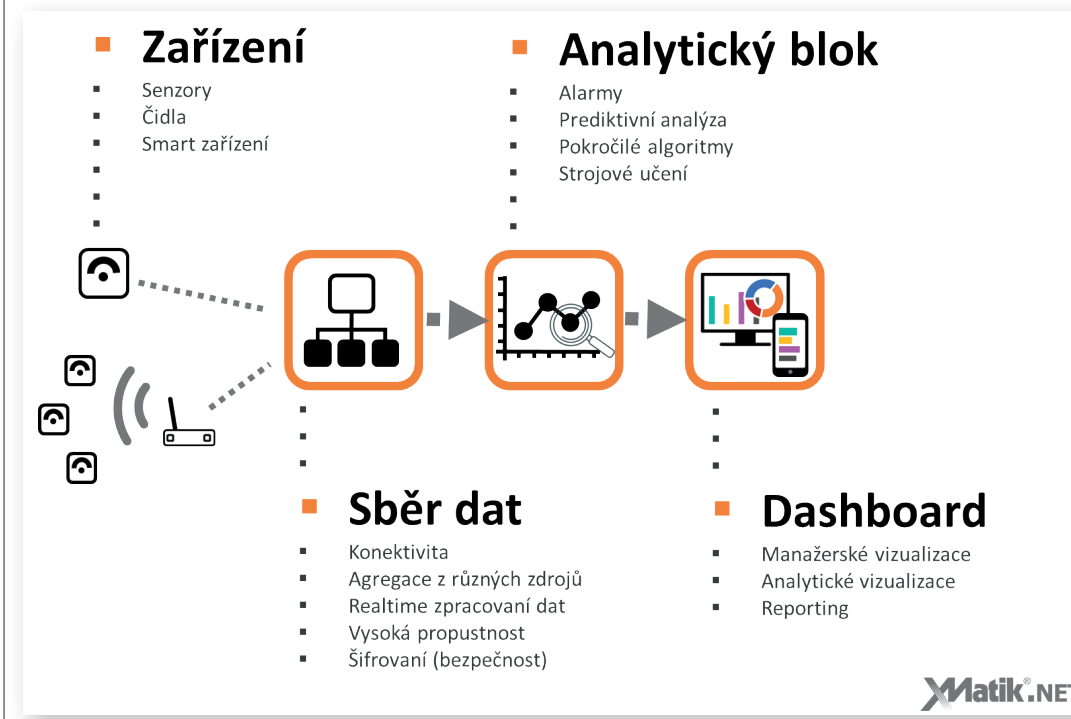 Zařízení
Senzory
Čidla
Smart zařízení
Analytický blok
Alarmy
Prediktivní analýza
Pokročilé algoritmy
Strojové učení
Sběr dat
Konektivita
Agregace z různých zdrojů
Realtime zpracovaní dat
Vysoká propustnost
Šifrovaní (bezpečnost)
Dashboard
Manažerské vizualizace
Analytické vizualizace
Reporting
XMatik®.NET